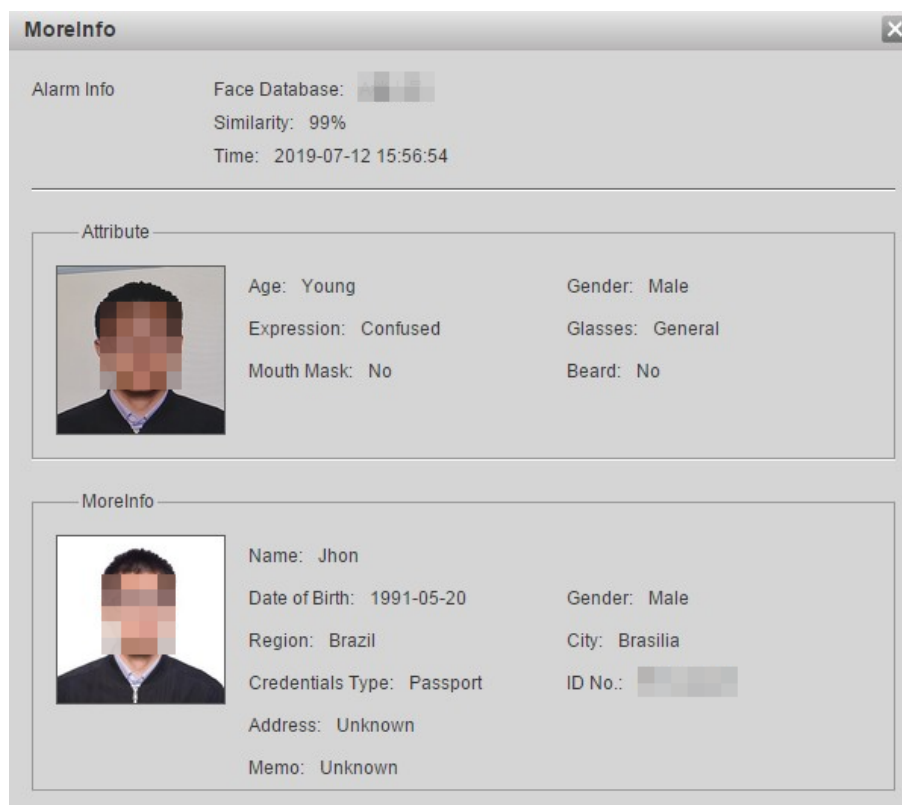 MoreInfo
Alarm Info
Face Database:
Similarity: 99%
Time: 2019-07-12 15:56:54
Attribute
Age: Young Gender: Male
Expression: Confused Glasses: General
Mouth Mask: No Beard: No
MoreInfo
Name: Jhon
Date of Birth: 1991-05-20 Gender: Male
Region: Brazil City: Brasilia
Credentials Type: Passport ID No.:
Address: Unknown
Memo: Unknown